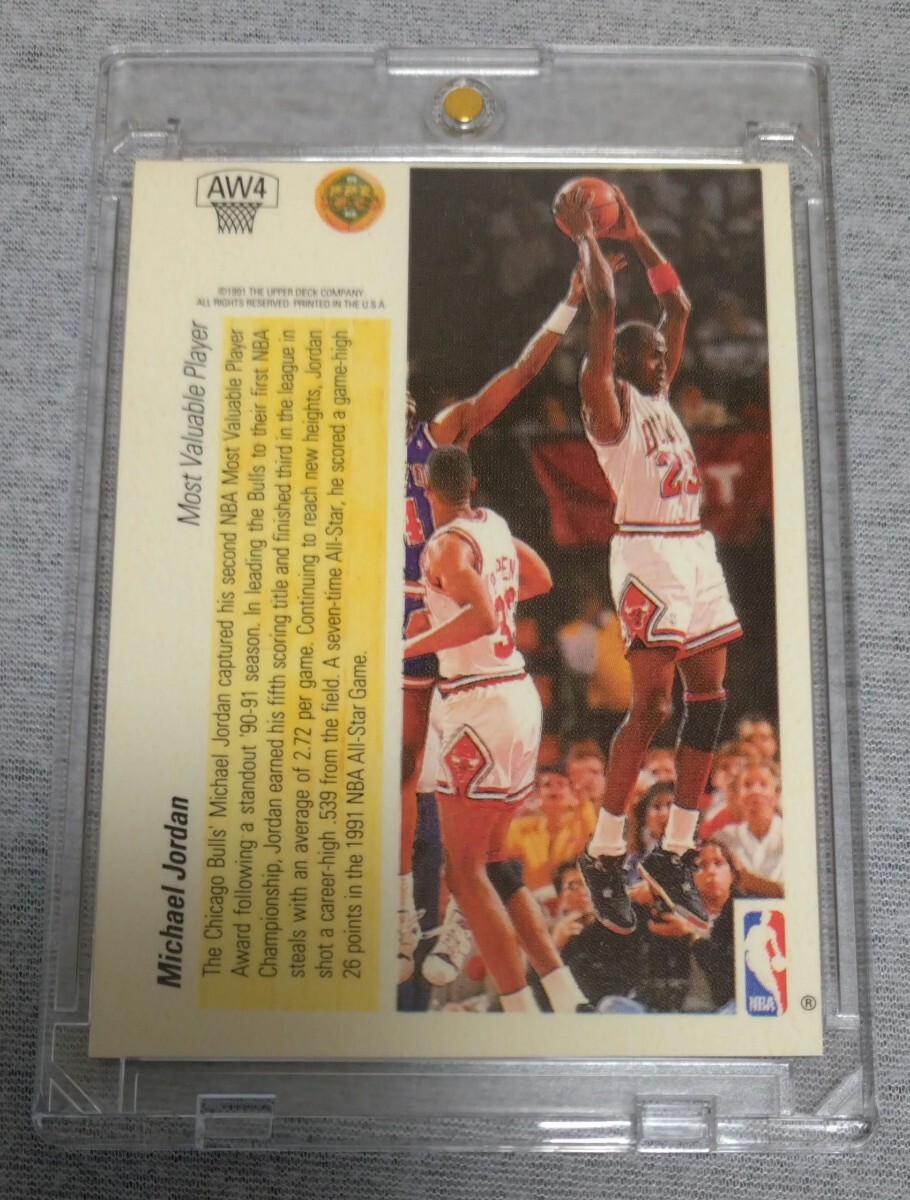 AW4
©1991 THE UPPER DECK COMPANY.
ALL RIGHTS RESERVED. PRINTED IN THE U.S.A.
Michael Jordan
Most Valuable Player
The Chicago Bulls' Michael Jordan captured his second NBA Most Valuable Player
Award following a standout '90-91 season. In leading the Bulls to their first NBA
Championship, Jordan earned his fifth scoring title and finished third in the league in
steals with an average of 2.72 per game. Continuing to reach new heights, Jordan
shot a career-high .539 from the field. A seven-time All-Star, he scored a game-high
26 points in the 1991 NBA All-Star Game.
23
33
NBA
®